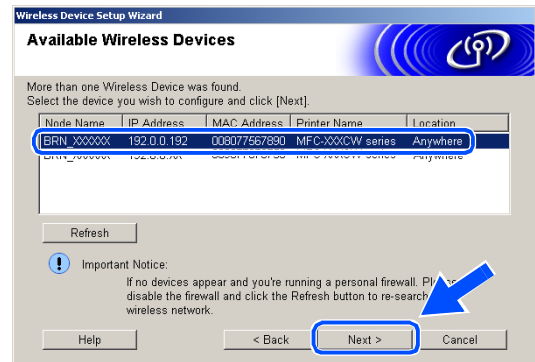 Wireless Device Setup Wizard
Available Wireless Devices
More than one Wireless Device was found.
Select the device you wish to configure and click [Next].
Node Name IP Address MAC Address Printer Name Location
BRN_XXXXXX 192.0.0.192 008077567890 MFC-XXXCW series Anywhere
Refresh
Important Notice:
If no devices appear and you're running a personal firewall.
disable the firewall and click the Refresh button to re-search
wireless network.
Help < Back Next > Cancel